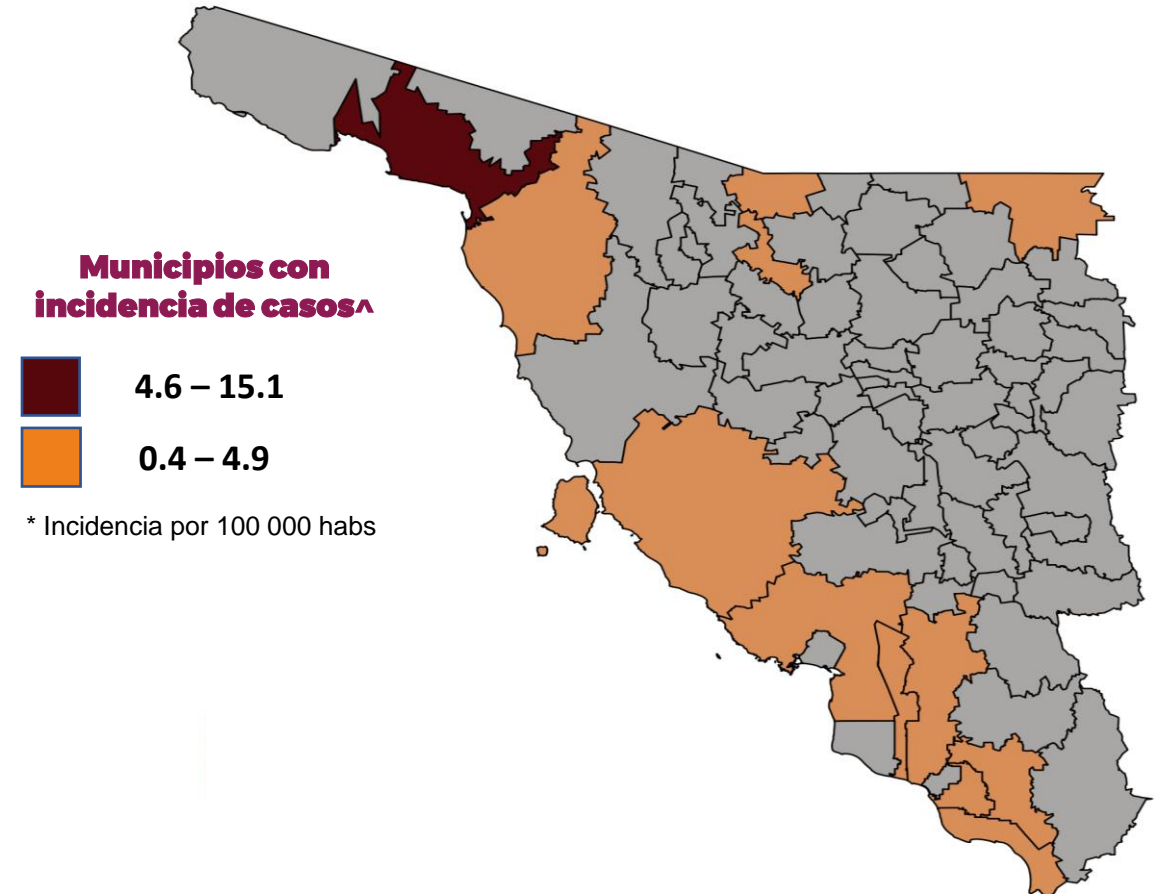 Municipios con
incidencia de casos^
4.6 – 15.1
0.4 – 4.9
* Incidencia por 100 000 habs